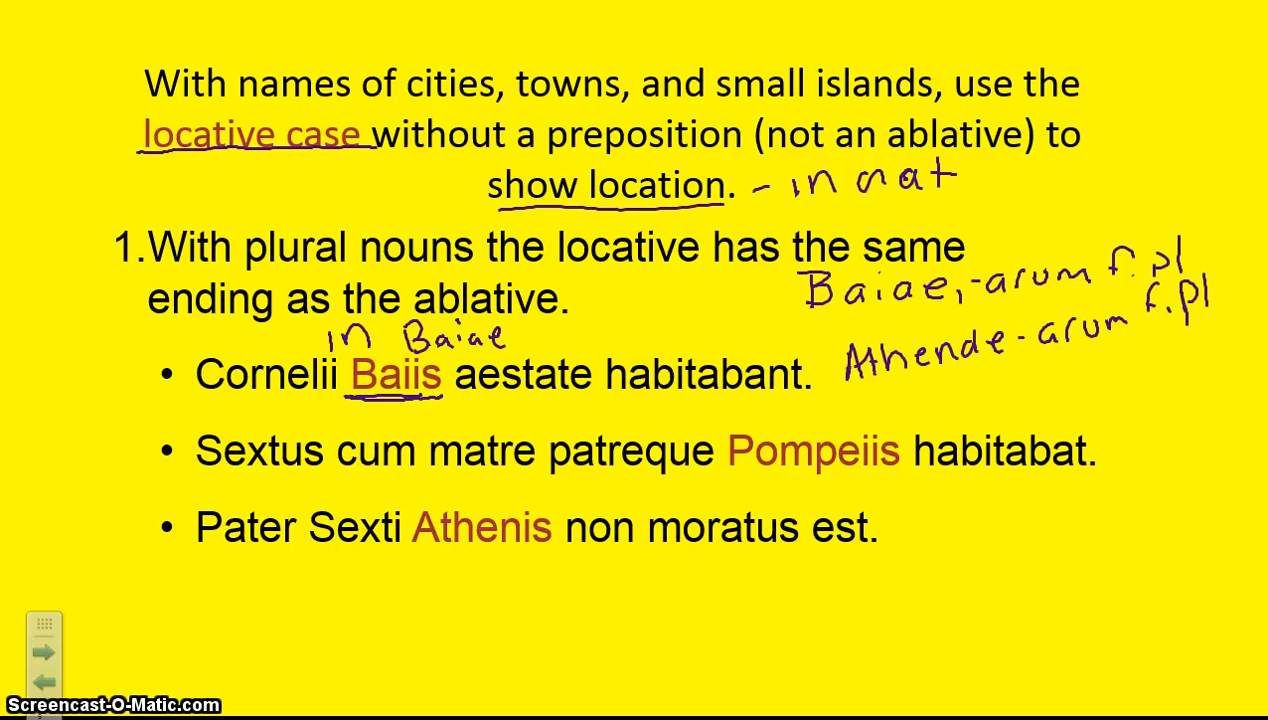 With names of cities, towns, and small islands, use the
locative case without a preposition (not an ablative) to
show location. - in at
1.With plural nouns the locative has the same
ending as the ablative.
Baiae, -arum f. pl
Athende -arum f. pl
in Baiae
• Cornelii Baiis aestate habitabant.
• Sextus cum matre patreque Pompeiis habitabat.
• Pater Sexti Athenis non moratus est.
Screencast-O-Matic.com